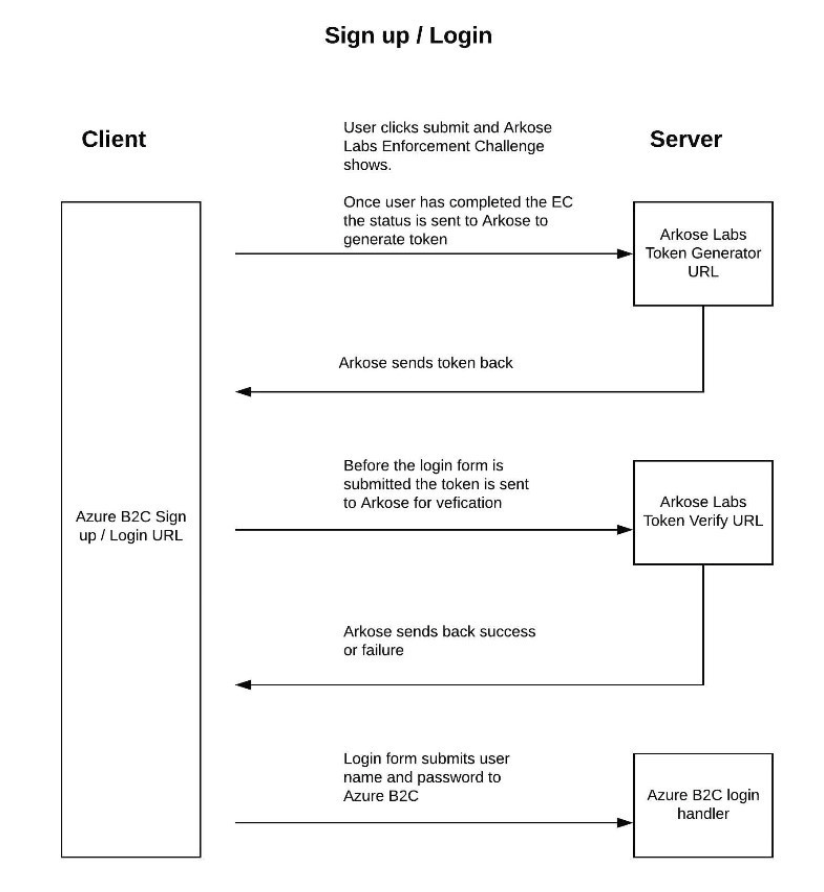 Sign up / Login
Client
Server
User clicks submit and Arkose
Labs Enforcement Challenge
shows.
Once user has completed the EC
the status is sent to Arkose to
generate token
Arkose Labs
Token Generator
URL
Arkose sends token back
Before the login form is
submitted the token is sent
to Arkose for vefication
Arkose Labs
Token Verify URL
Azure B2C Sign
up / Login URL
Arkose sends back success
or failure
Login form submits user
name and password to
Azure B2C
Azure B2C login
handler